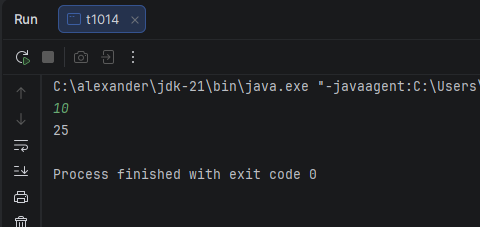 Run
t1014
C:\alexander\jdk-21\bin\java.exe "-javaagent:C:\Users\
10
25
Process finished with exit code 0